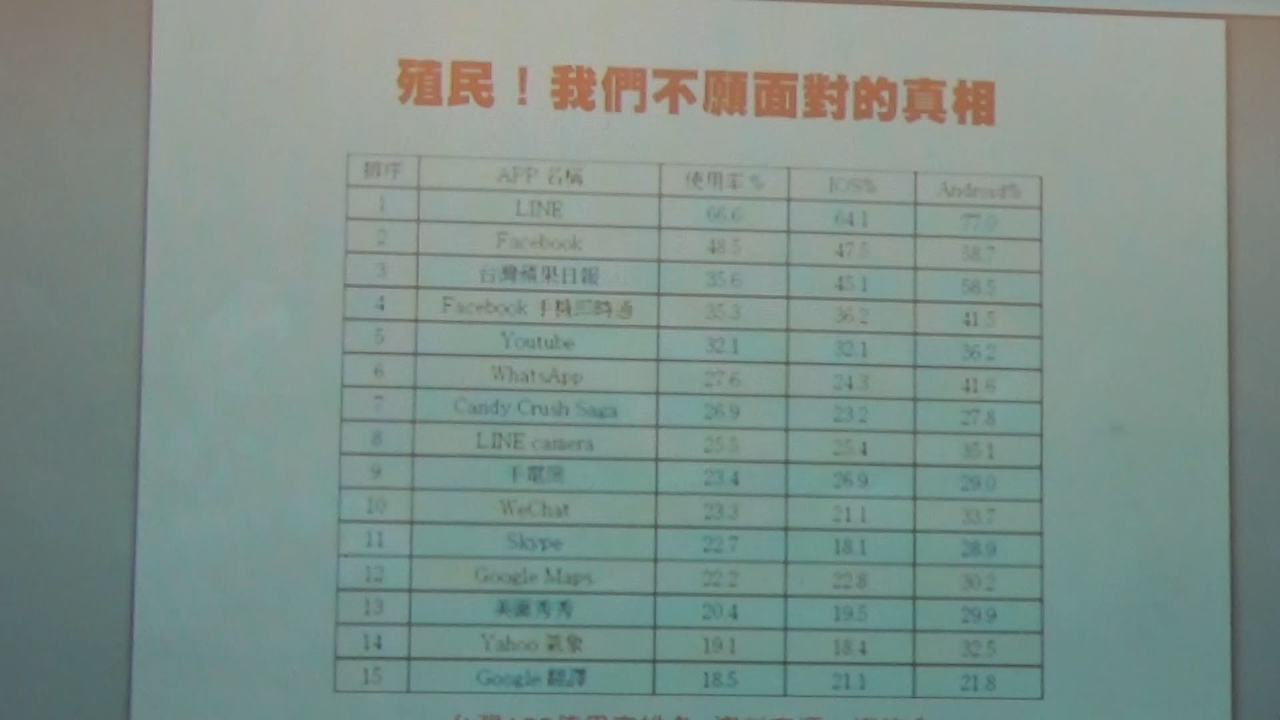 殖民！我們不願面對的真相
排序 APP 名稱 使用率 % IOS% Android%
1 LINE 66.6 64.1 77.0
2 Facebook 48.5 47.5 58.7
3 台灣蘋果日報 35.6 45.1 58.5
4 Facebook 手機即時通 35.3 36.2 41.5
5 Youtube 32.1 32.1 36.2
6 WhatsApp 27.6 24.3 41.6
7 Candy Crush Saga 26.9 23.2 27.8
8 LINE camera 25.5 25.4 35.1
9 手電筒 23.4 26.9 29.0
10 WeChat 23.3 21.1 33.7
11 Skype 22.7 18.1 28.9
12 Google Maps 22.2 22.8 30.2
13 美圖秀秀 20.4 19.5 29.9
14 Yahoo 氣象 19.1 18.4 32.5
15 Google 翻譯 18.5 21.1 21.8